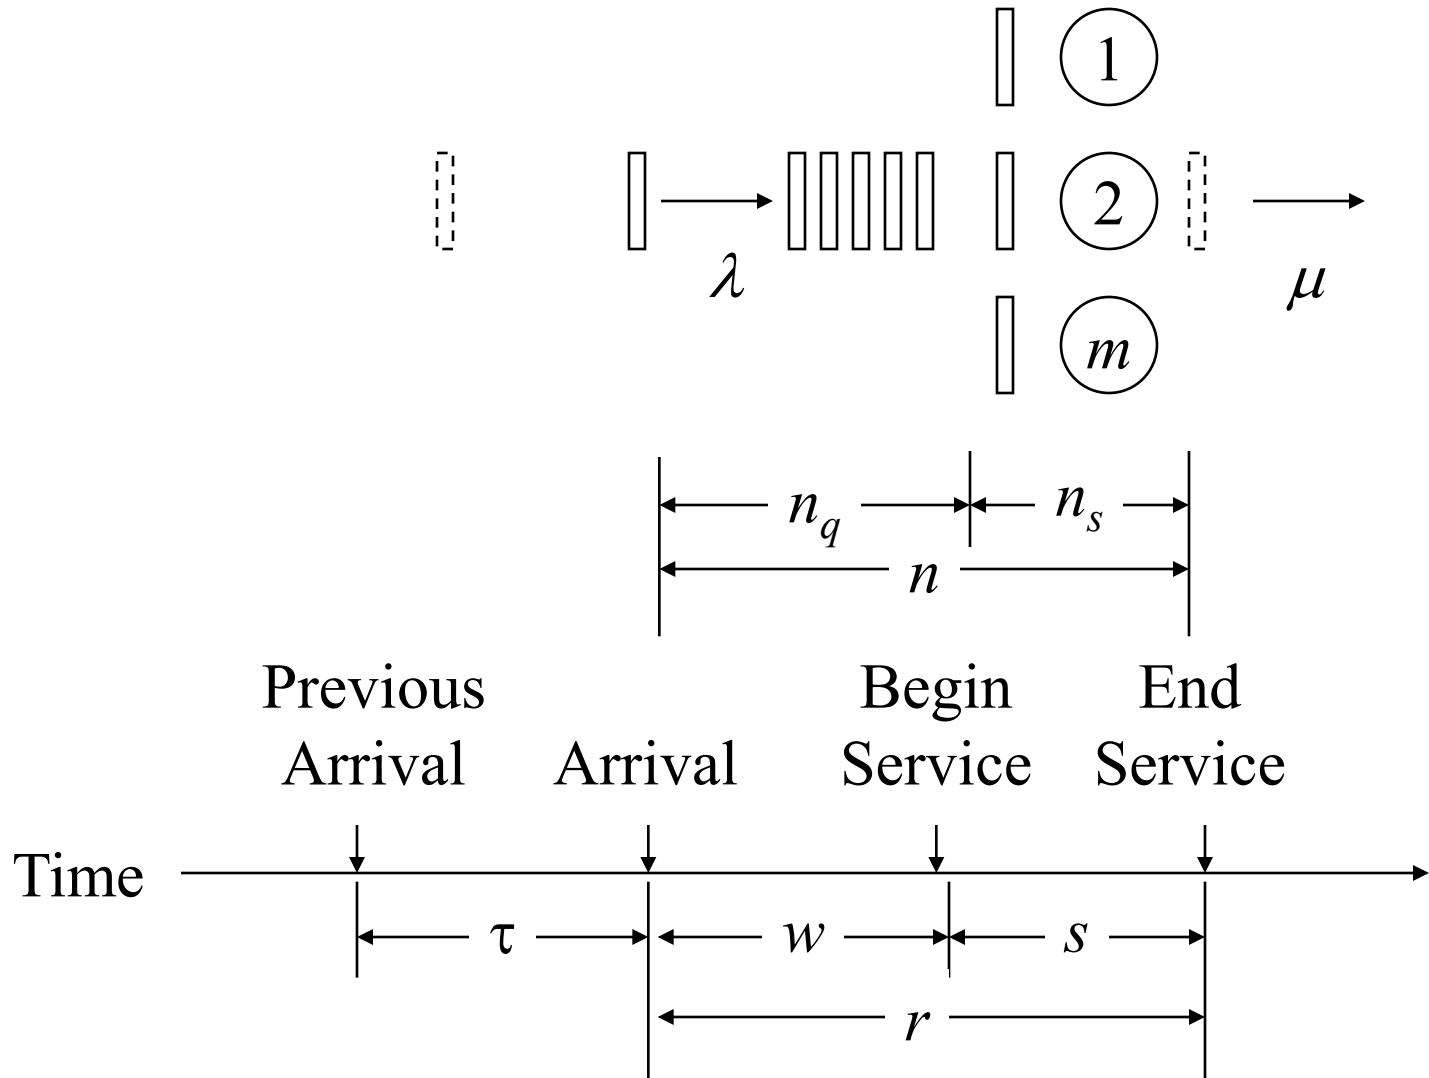 1
2
λ
μ
m
n_q
n_s
n
Previous
Arrival
Arrival
Begin
Service
End
Service
Time
τ
w
s
r